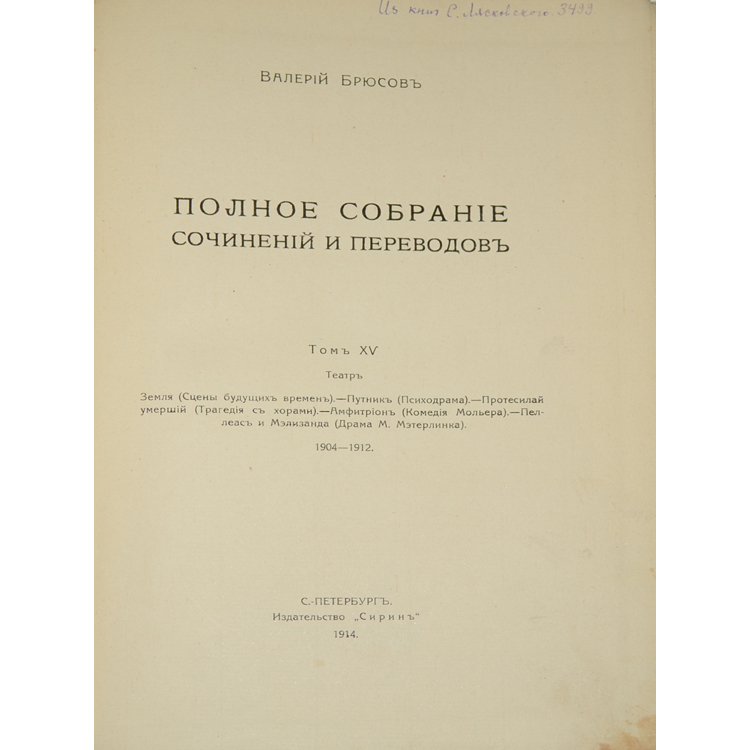 Из книг С. Лясковского. 3499
Валерій Брюсовъ
ПОЛНОЕ СОБРАНІЕ
СОЧИНЕНІЙ И ПЕРЕВОДОВЪ
Томъ XV
Театръ
Земля (Сцены будущихъ временъ).—Путникъ (Психодрама).—Протесилай
умершій (Трагедія съ хорами).—Амфитріонъ (Комедія Мольера).—Пел-
леасъ и Мэлизанда (Драма М. Мэтерлинка).
1904—1912.
С.-ПЕТЕРБУРГЪ.
Издательство „Сиринъ"
1914.